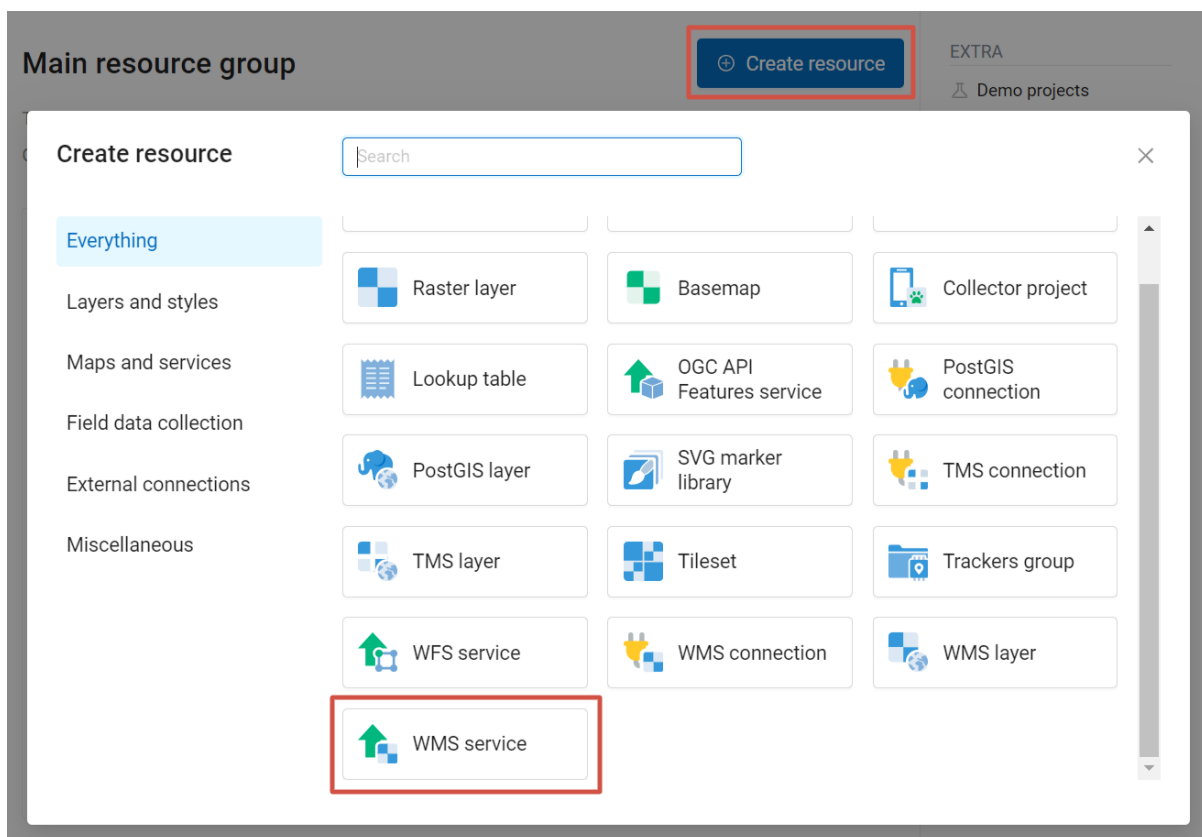 Main resource group
Create resource
EXTRA
Demo projects
Create resource
Search
Everything
Layers and styles
Maps and services
Field data collection
External connections
Miscellaneous
Raster layer
Basemap
Collector project
Lookup table
OGC API
Features service
PostGIS
connection
PostGIS layer
SVG marker
library
TMS connection
TMS layer
Tileset
Trackers group
WFS service
WMS connection
WMS layer
WMS service